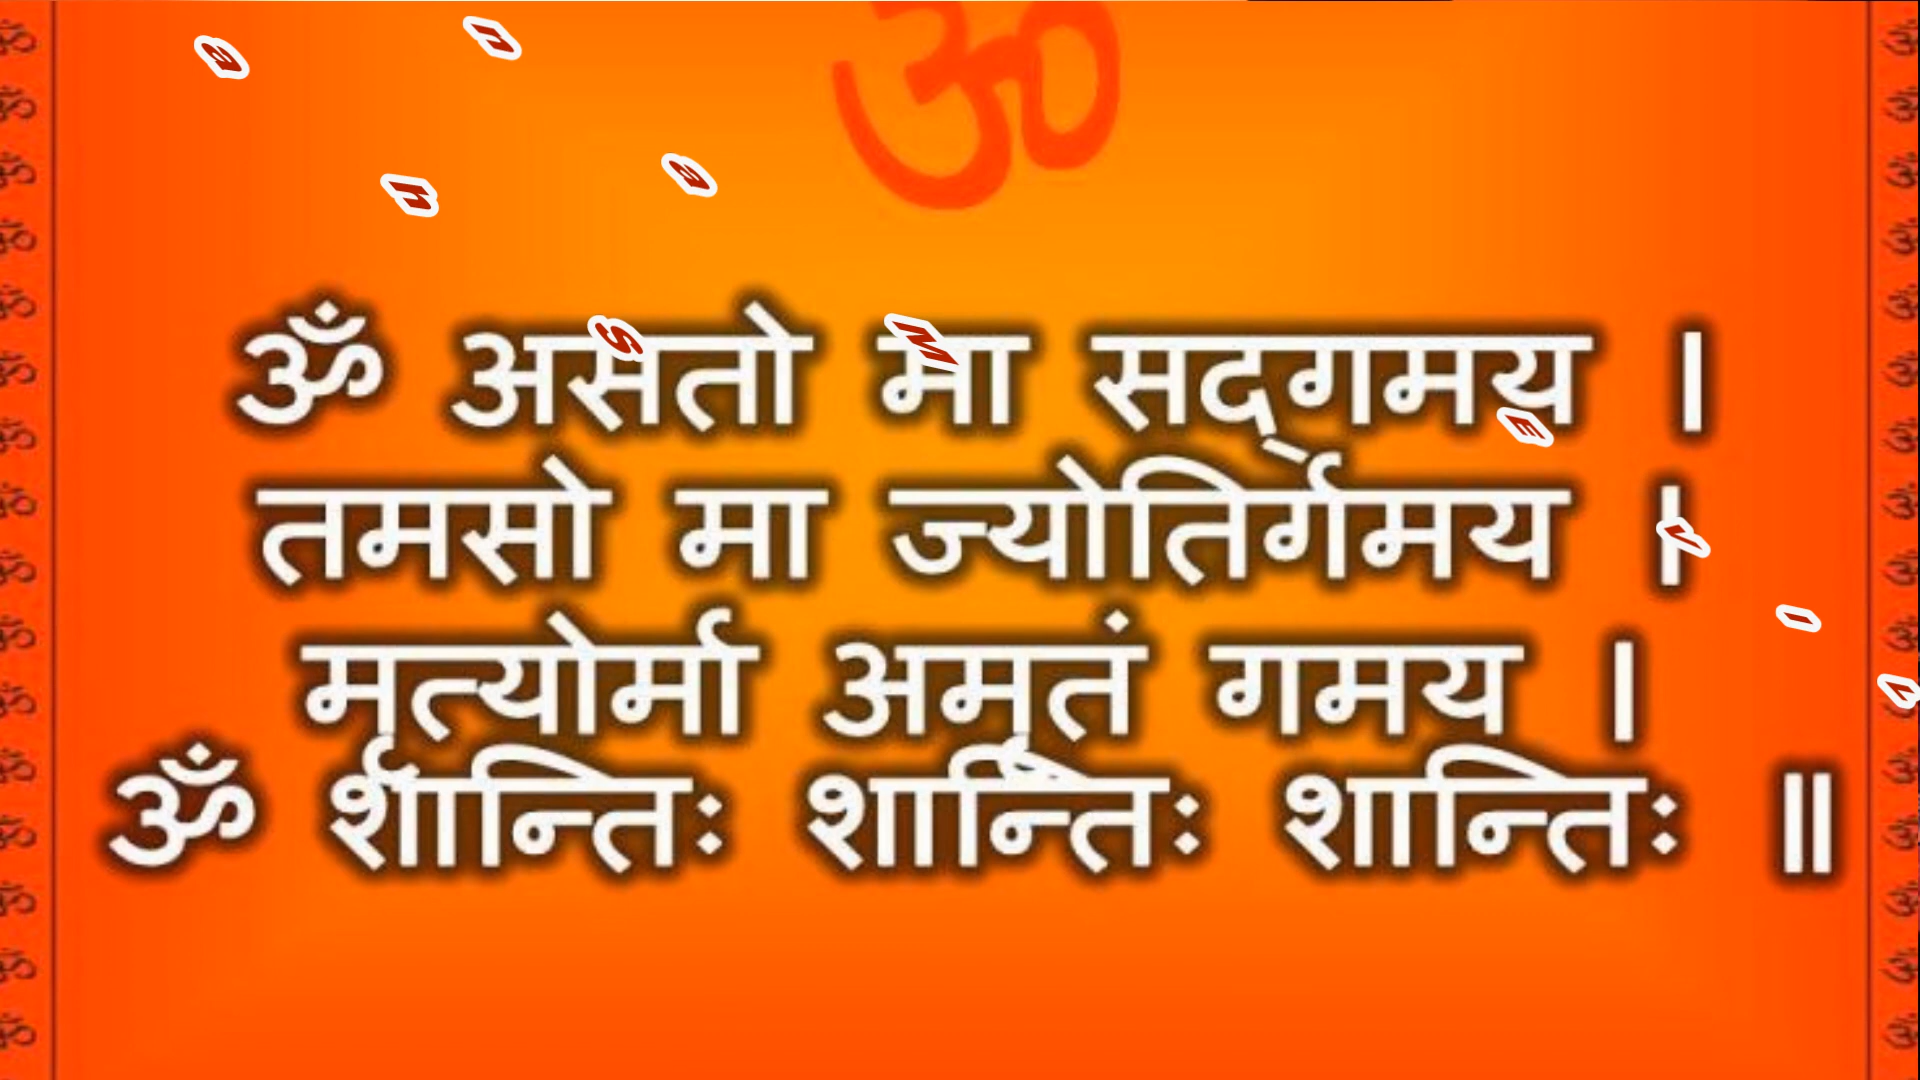 ॐ असतो मा सद्गमय ।
तमसो मा ज्योतिर्गमय ।
मृत्योर्मा अमृतं गमय ।
ॐ शान्तिः शान्तिः शान्तिः ॥